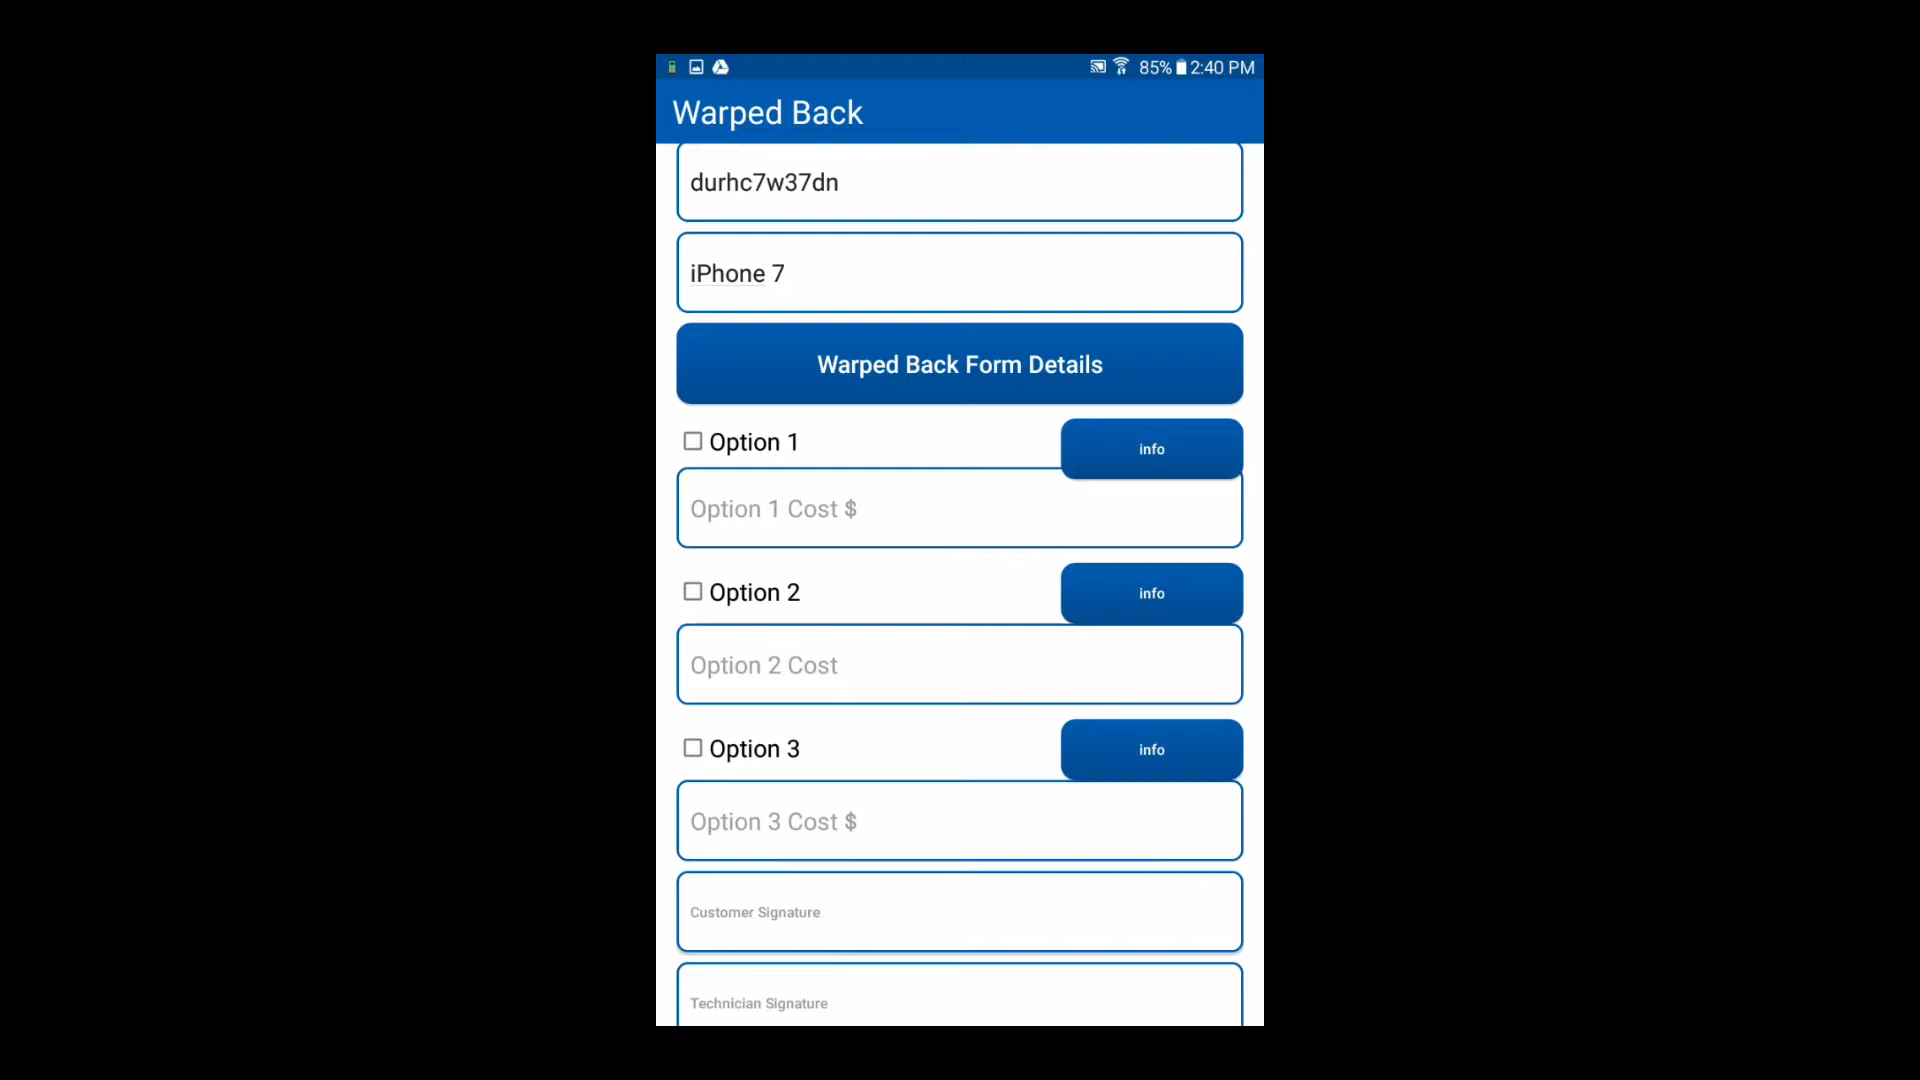 85% 2:40 PM
Warped Back
durhc7w37dn
iPhone 7
Warped Back Form Details
Option 1
info
Option 1 Cost $
Option 2
info
Option 2 Cost
Option 3
info
Option 3 Cost $
Customer Signature
Technician Signature